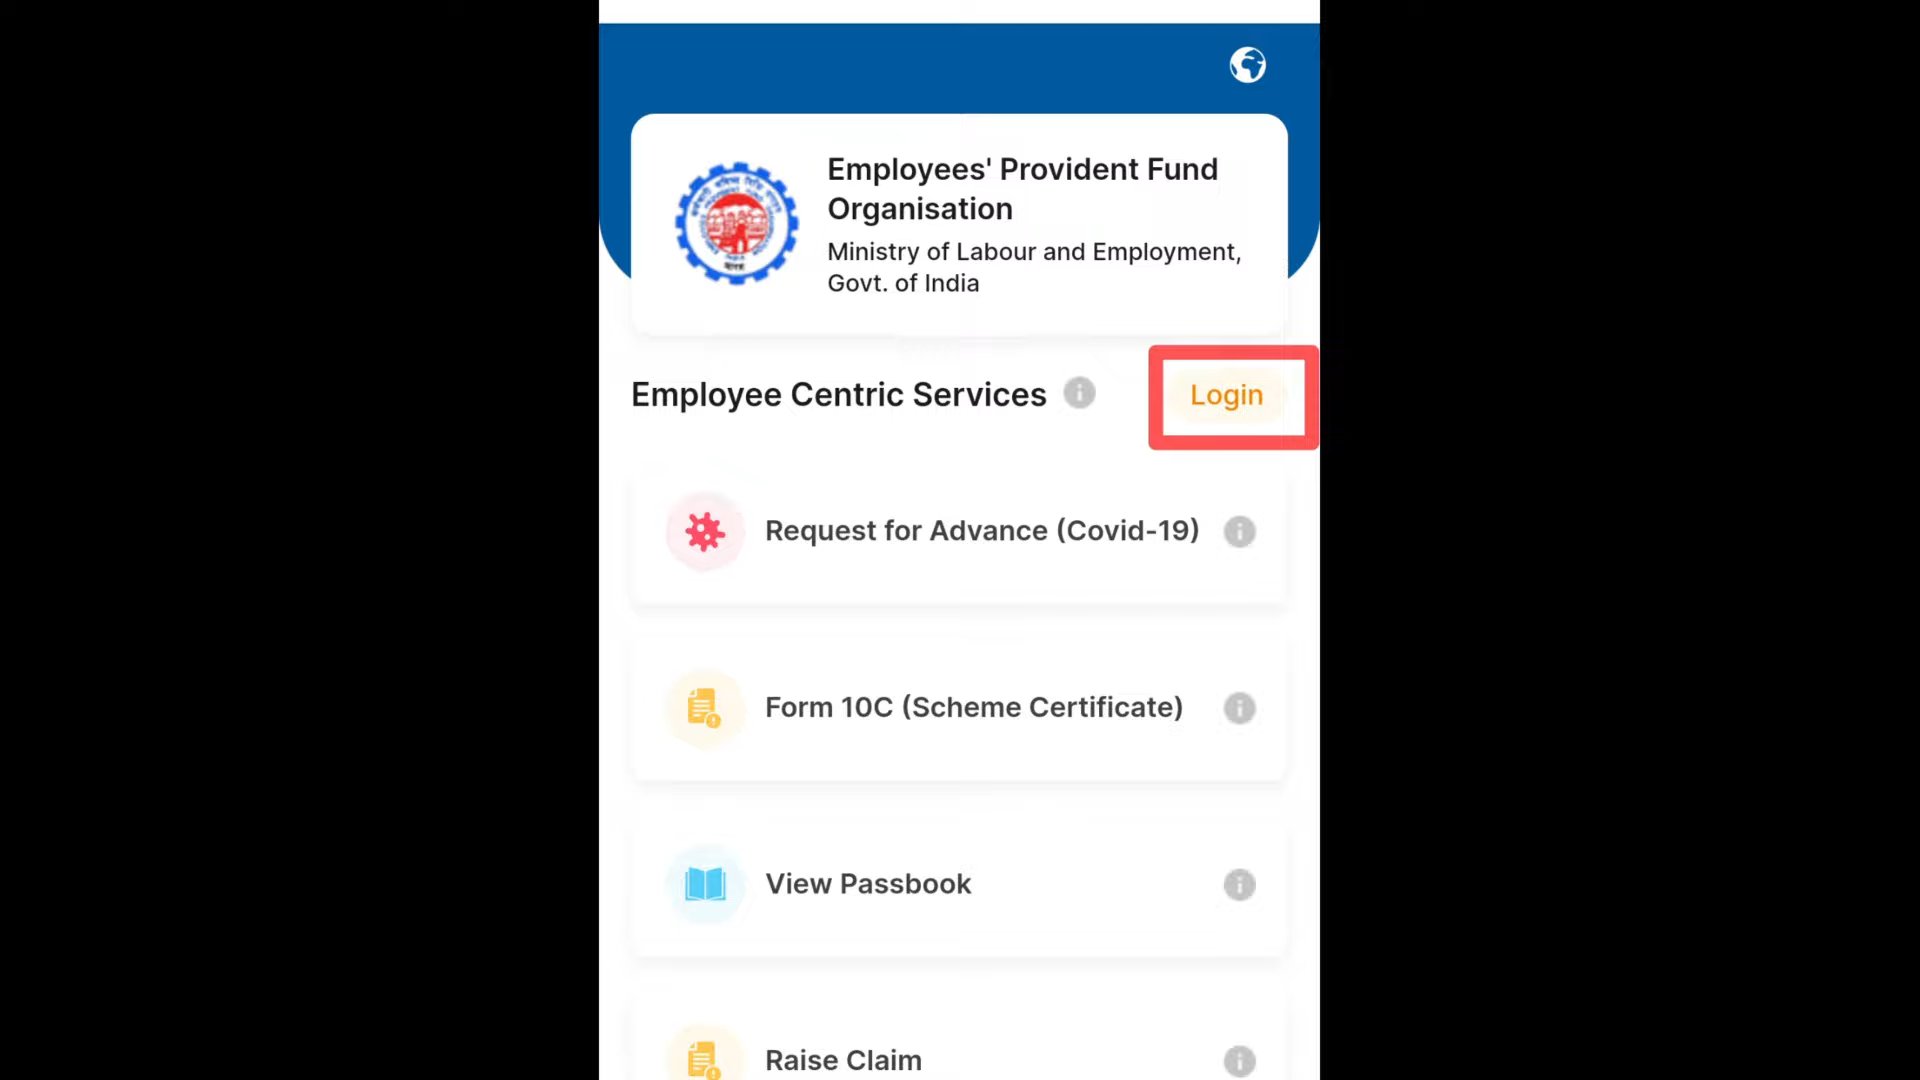 Employees' Provident Fund
Organisation
Ministry of Labour and Employment,
Govt. of India
Employee Centric Services
Login
Request for Advance (Covid-19)
Form 10C (Scheme Certificate)
View Passbook
Raise Claim